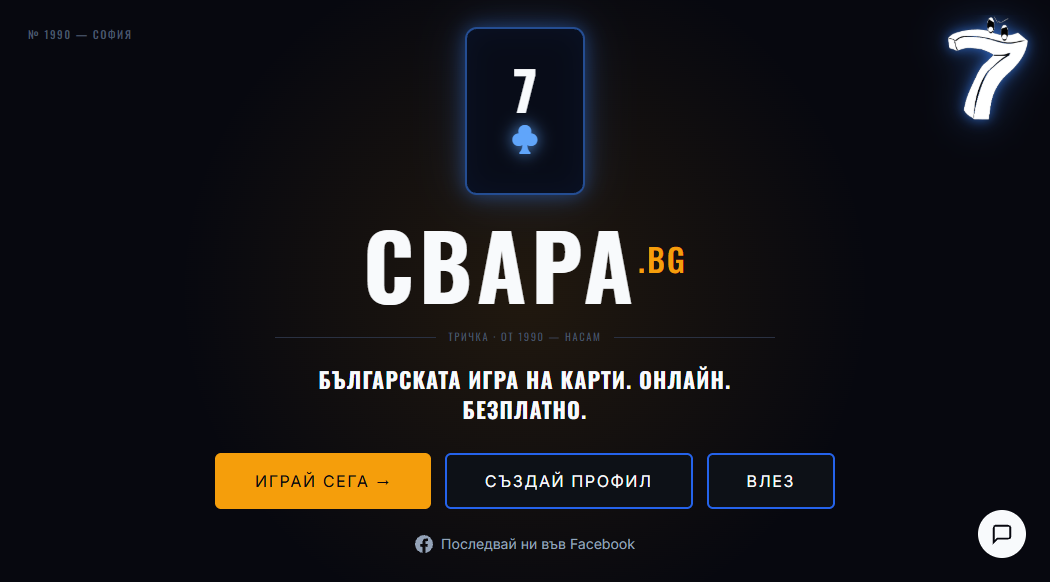 № 1990 — СОФИЯ
7
7
СВАРА.BG
ТРИЧКА · ОТ 1990 — НАСАМ
БЪЛГАРСКАТА ИГРА НА КАРТИ. ОНЛАЙН.
БЕЗПЛАТНО.
ИГРАЙ СЕГА →
СЪЗДАЙ ПРОФИЛ
ВЛЕЗ
Последвай ни във Facebook